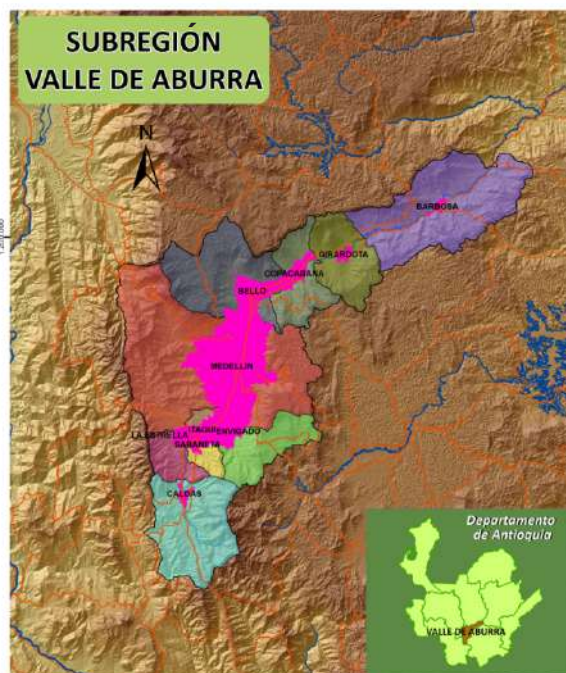 SUBREGIÓN
VALLE DE ABURRA
N
BARBOSA
GIRARDOTA
COPACABANA
BELLO
MEDELLIN
ITAGUI
ENVIGADO
LA ESTRELLA
SABANETA
CALDAS
Departamento
de Antioquia
VALLE DE ABURRA